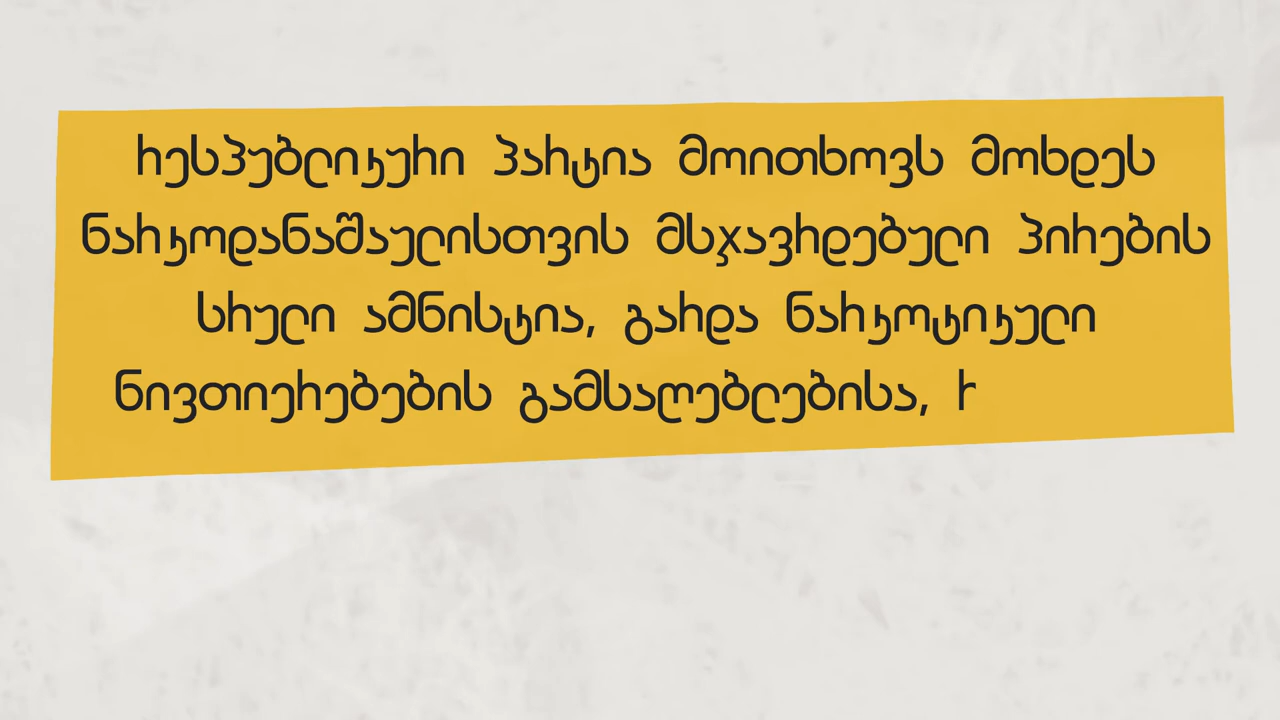 რესპუბლიკური პარტია მოითხოვს მოხდეს
ნარკოდანაშაულისთვის მსჯავრდებული პირების
სრული ამნისტია, გარდა ნარკოტიკული
ნივთიერებების გამსაღებლებისა, რ